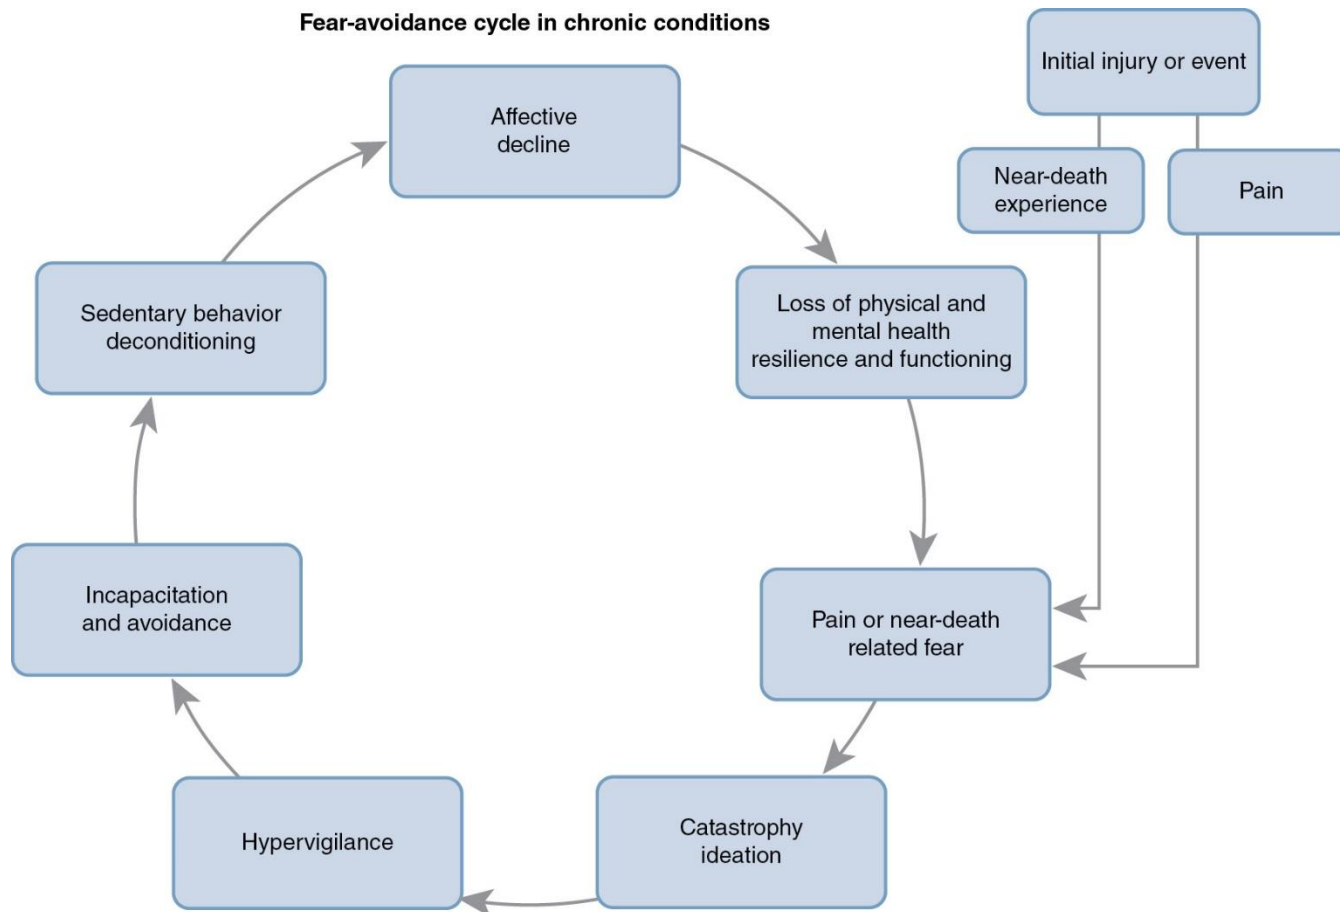 Fear-avoidance cycle in chronic conditions
Initial injury or event
Near-death
experience
Pain
Affective
decline
Loss of physical and
mental health
resilience and functioning
Pain or near-death
related fear
Catastrophy
ideation
Hypervigilance
Incapacitation
and avoidance
Sedentary behavior
deconditioning